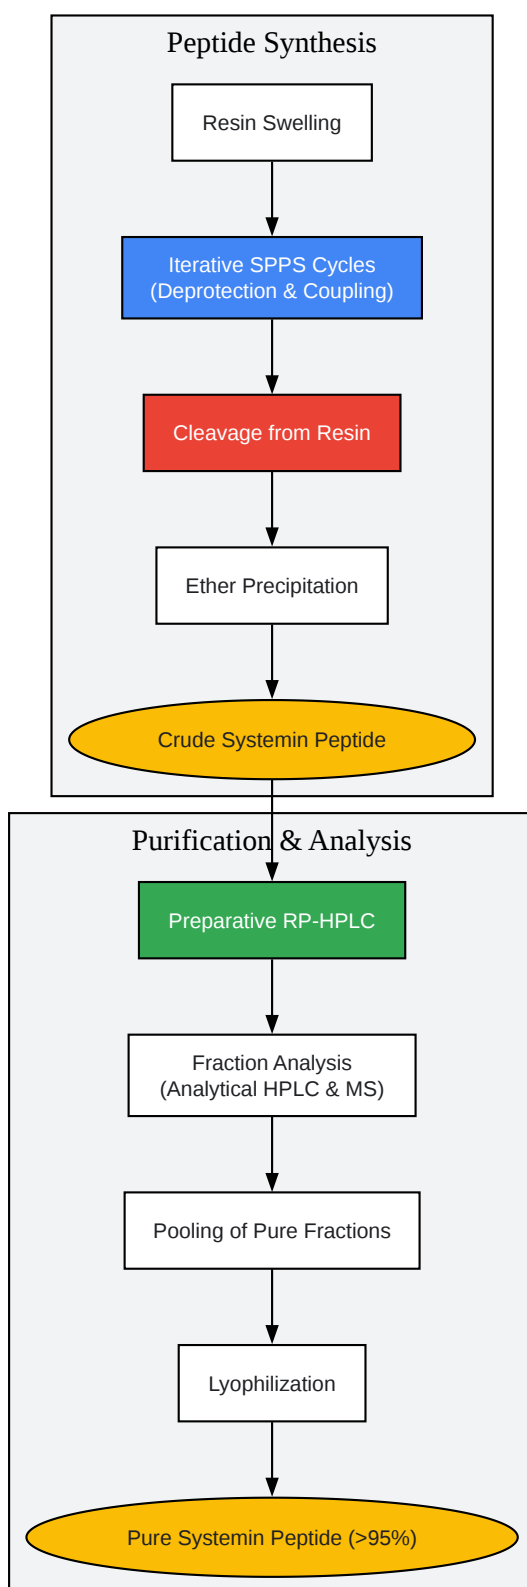 Peptide Synthesis
Resin Swelling
Iterative SPPS Cycles
(Deprotection & Coupling)
Cleavage from Resin
Ether Precipitation
Crude Systemin Peptide
Purification & Analysis
Preparative RP-HPLC
Fraction Analysis
(Analytical HPLC & MS)
Pooling of Pure Fractions
Lyophilization
Pure Systemin Peptide (>95%)